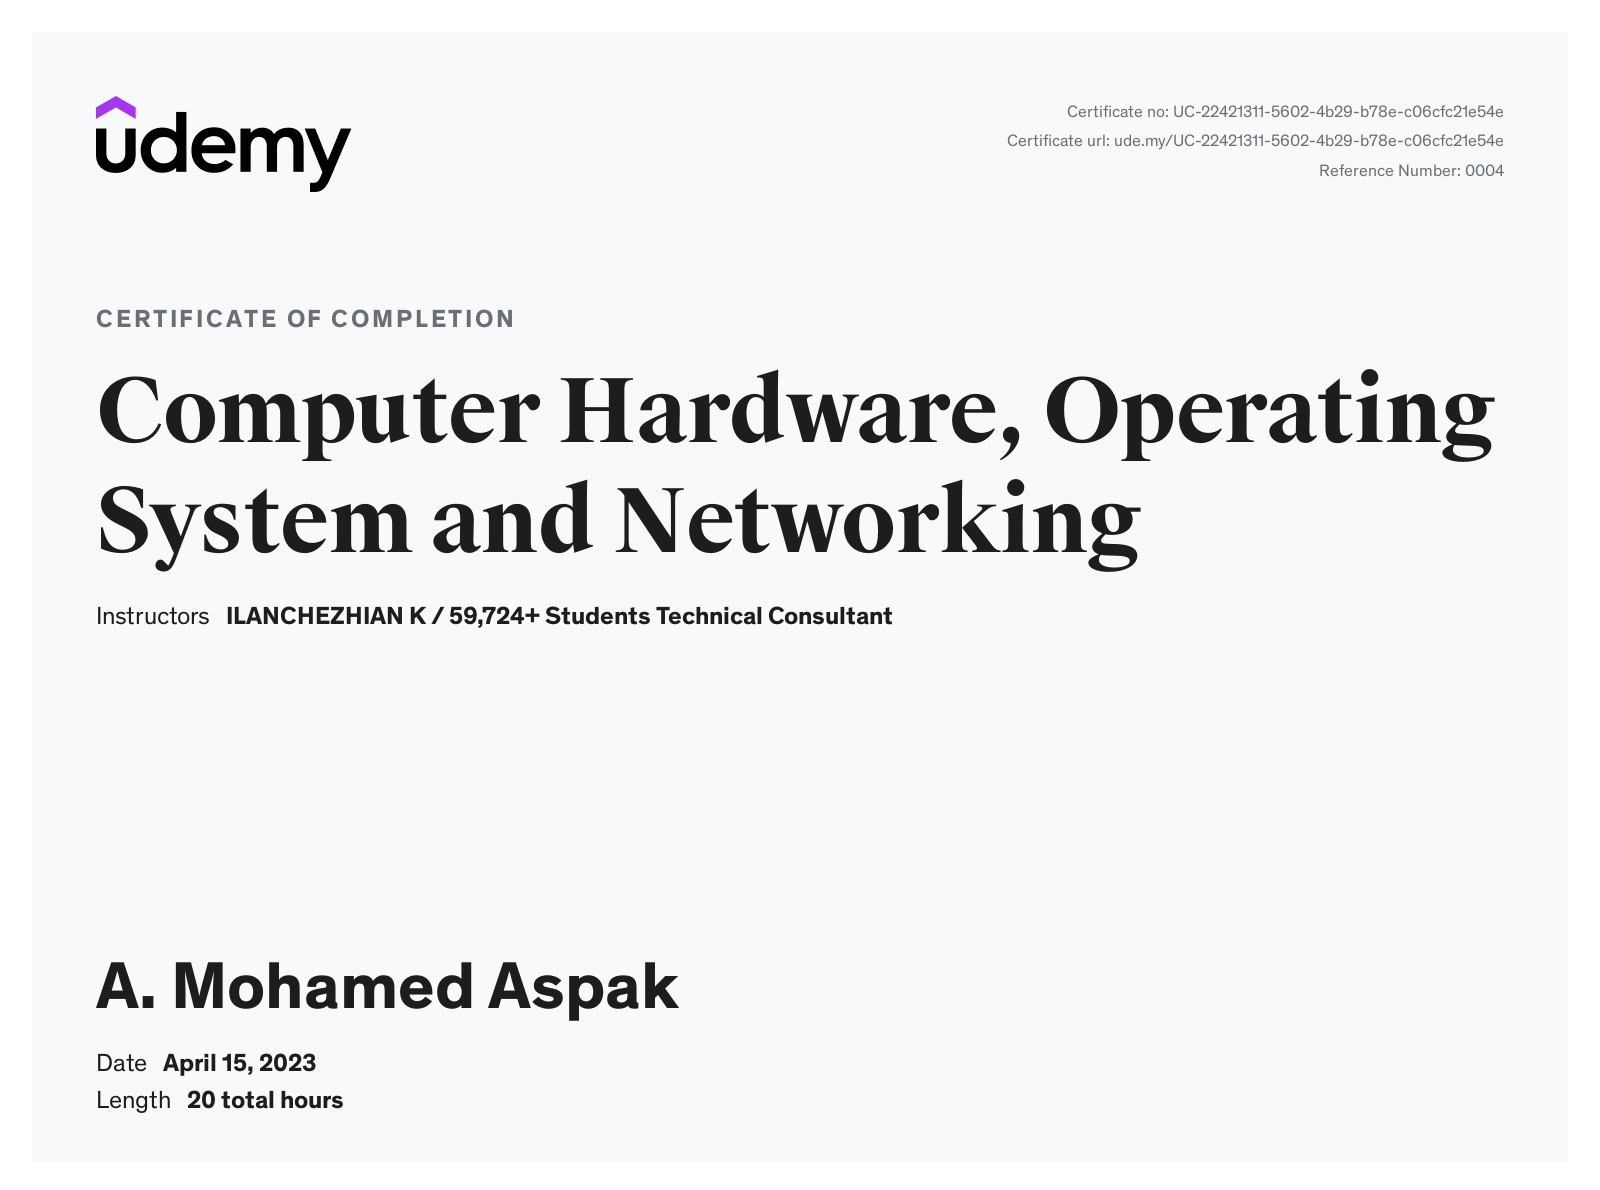 udemy
Certificate no: UC-22421311-5602-4b29-b78e-c06cfc21e54e
Certificate url: ude.my/UC-22421311-5602-4b29-b78e-c06cfc21e54e
Reference Number: 0004
CERTIFICATE OF COMPLETION
Computer Hardware, Operating
System and Networking
Instructors ILANCHEZHIAN K / 59,724+ Students Technical Consultant
A. Mohamed Aspak
Date April 15, 2023
Length 20 total hours